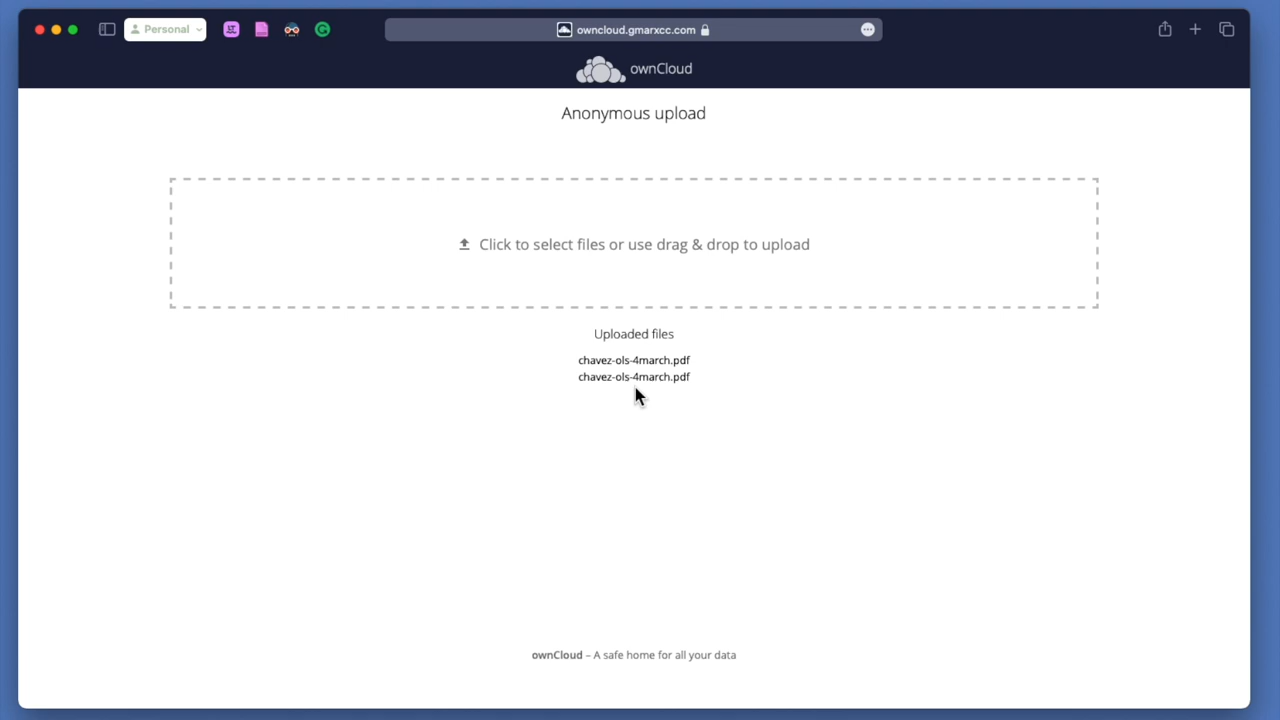 Personal
owncloud.gmarxcc.com
ownCloud
Anonymous upload
Click to select files or use drag & drop to upload
Uploaded files
chavez-ols-4march.pdf
chavez-ols-4march.pdf
ownCloud – A safe home for all your data